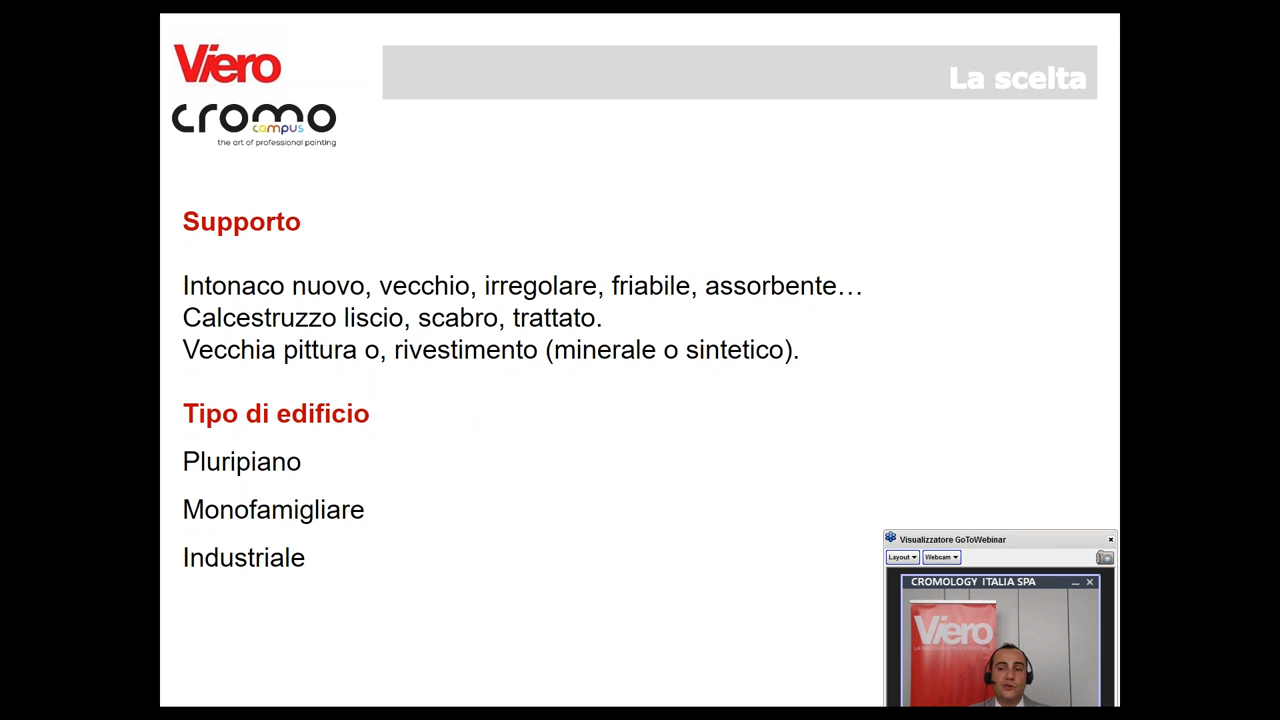 Viero
cromo
campus
the art of professional painting
La scelta
Supporto
Intonaco nuovo, vecchio, irregolare, friabile, assorbente…
Calcestruzzo liscio, scabro, trattato.
Vecchia pittura o, rivestimento (minerale o sintetico).
Tipo di edificio
Pluripiano
Monofamigliare
Industriale
Visualizzatore GoToWebinar
Layout
Webcam
CROMOLOGY ITALIA SPA
Viero